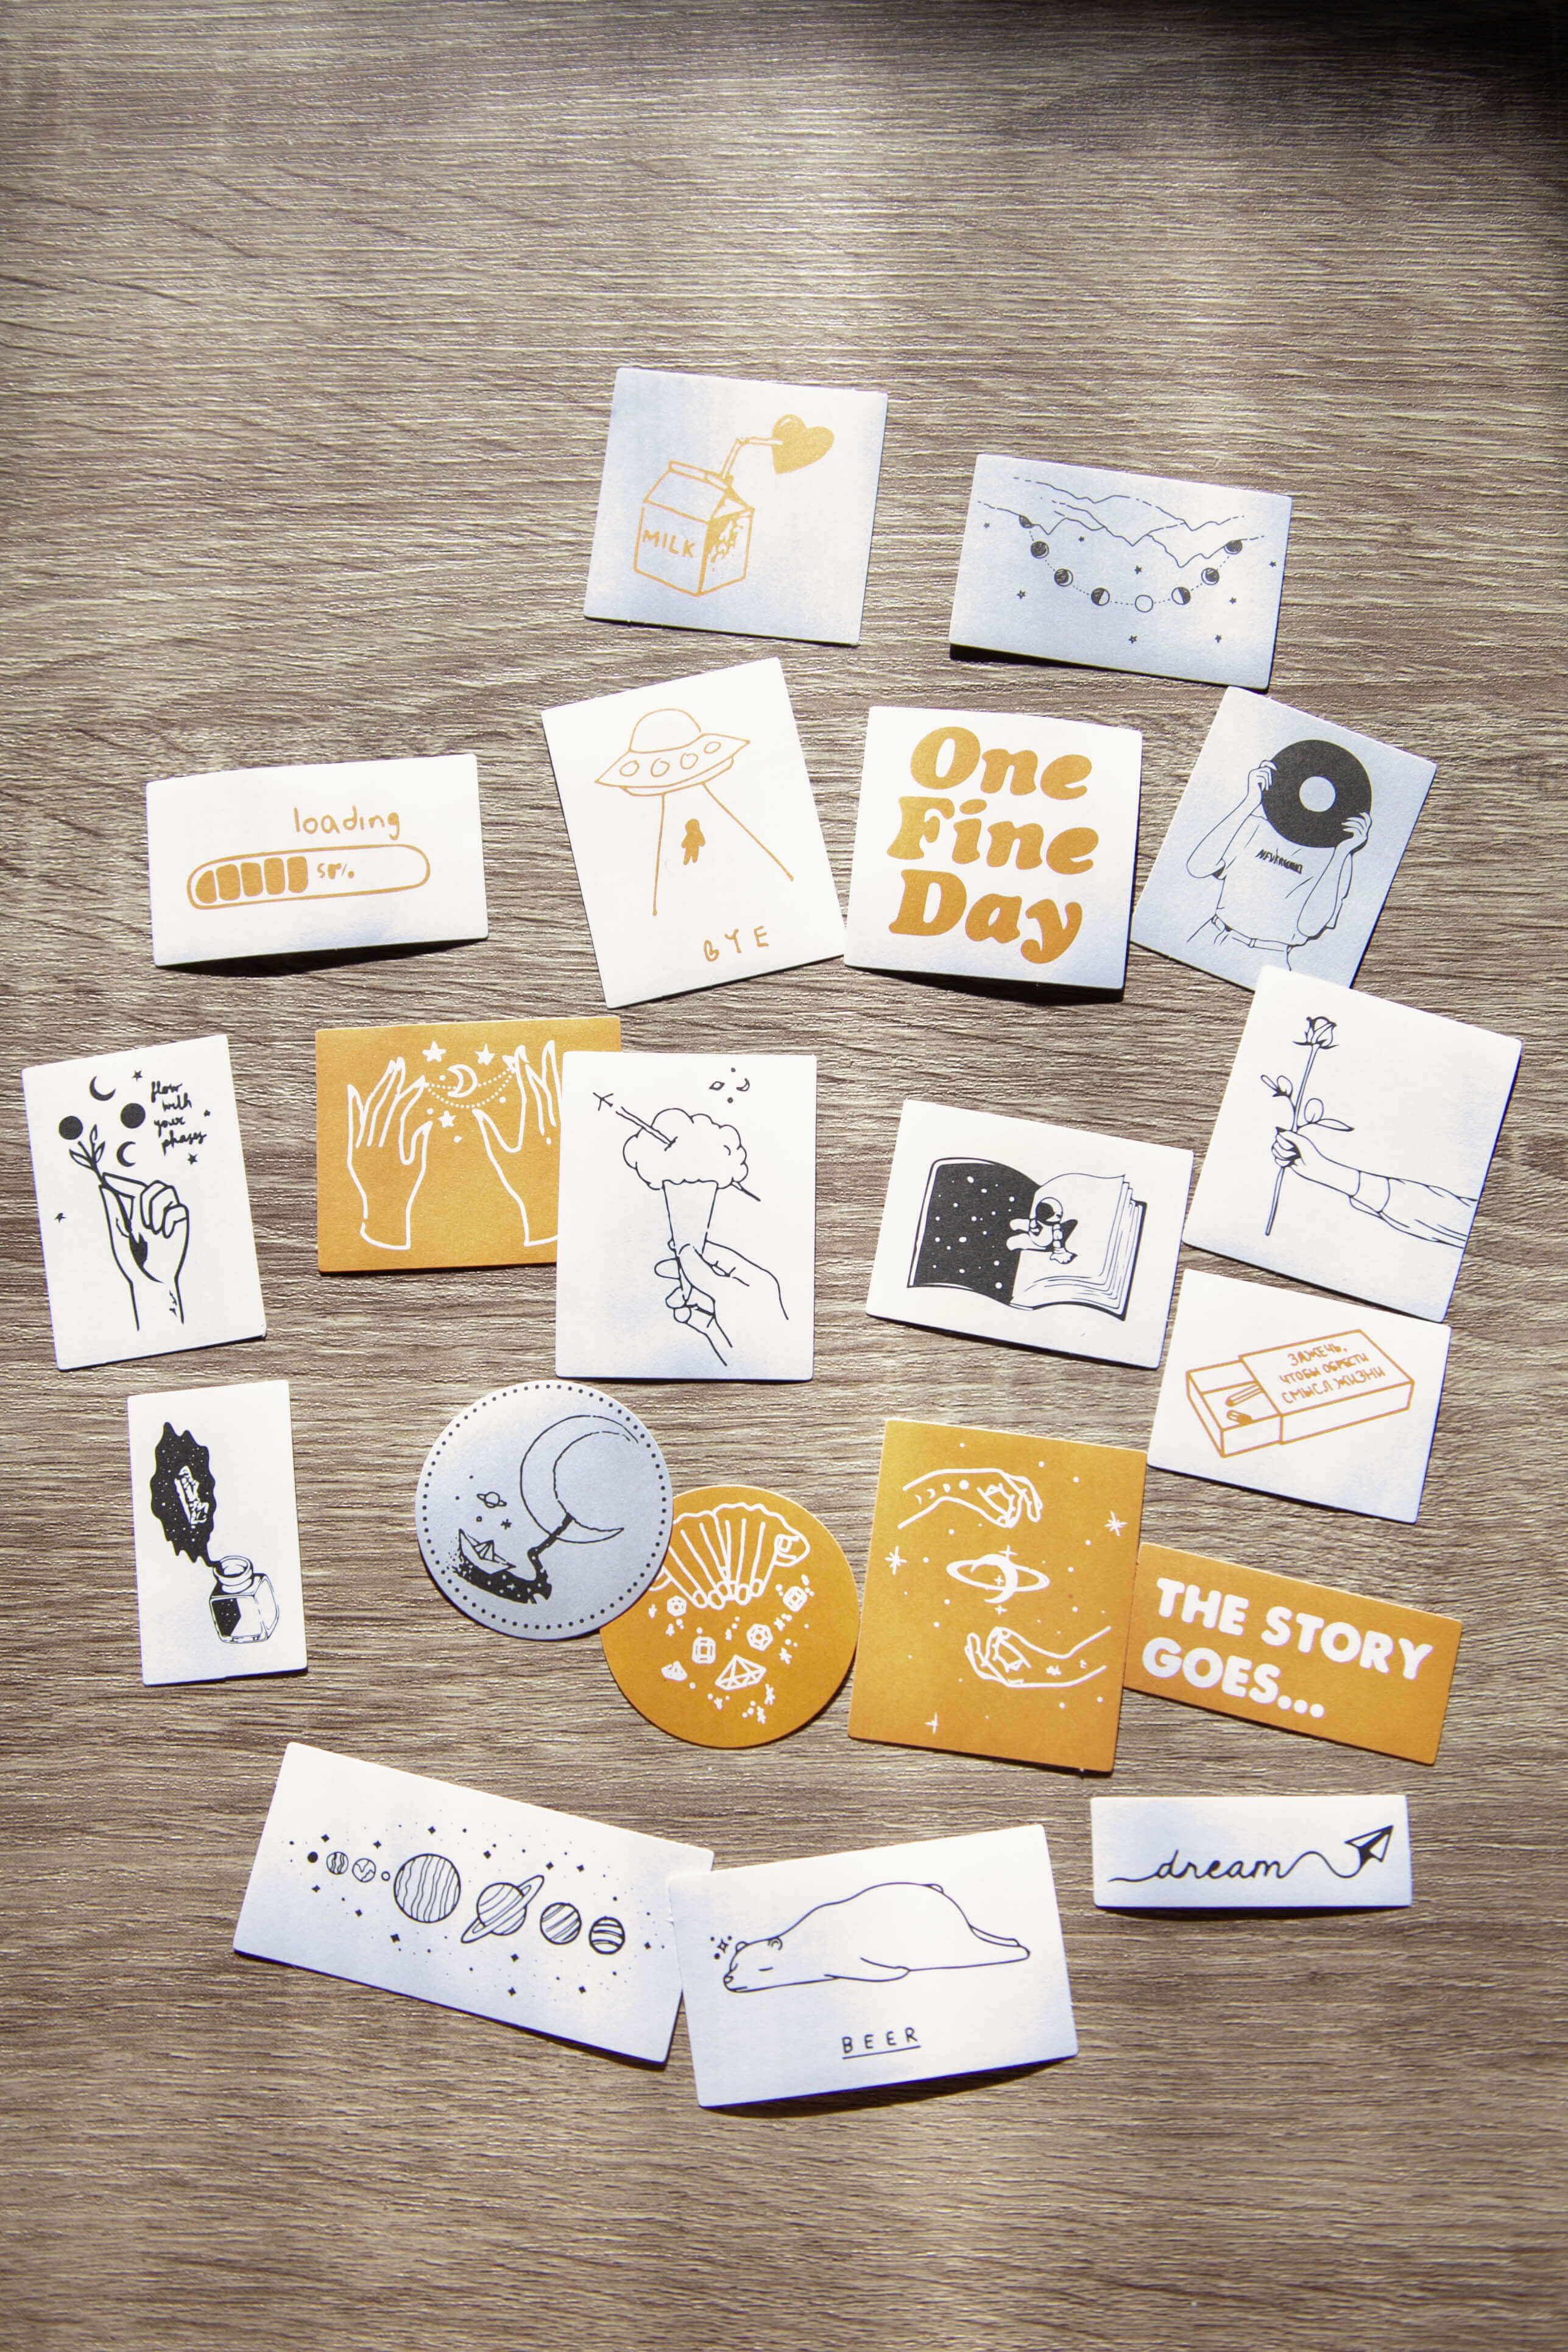 MILK
loading
BYE
One
Fine
Day
NEVERMIND
flow
with
your
phases
ЗАЖЕЧЬ,
ЧТОБЫ ОБРЕСТИ
СМЫСЛ ЖИЗНИ
THE STORY
GOES...
dream
BEER